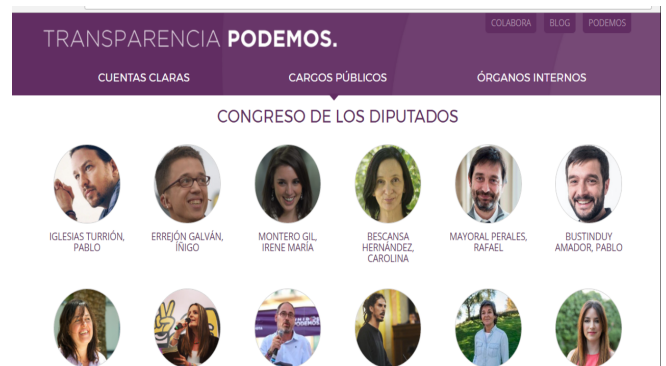 COLABORA BLOG PODEMOS
TRANSPARENCIA PODEMOS.
CUENTAS CLARAS CARGOS PÚBLICOS ÓRGANOS INTERNOS
CONGRESO DE LOS DIPUTADOS
IGLESIAS TURRIÓN,
PABLO
ERREJÓN GALVÁN,
ÍÑIGO
MONTERO GIL,
IRENE MARÍA
BESCANSA
HERNÁNDEZ,
CAROLINA
MAYORAL PERALES,
RAFAEL
BUSTINDUY
AMADOR, PABLO